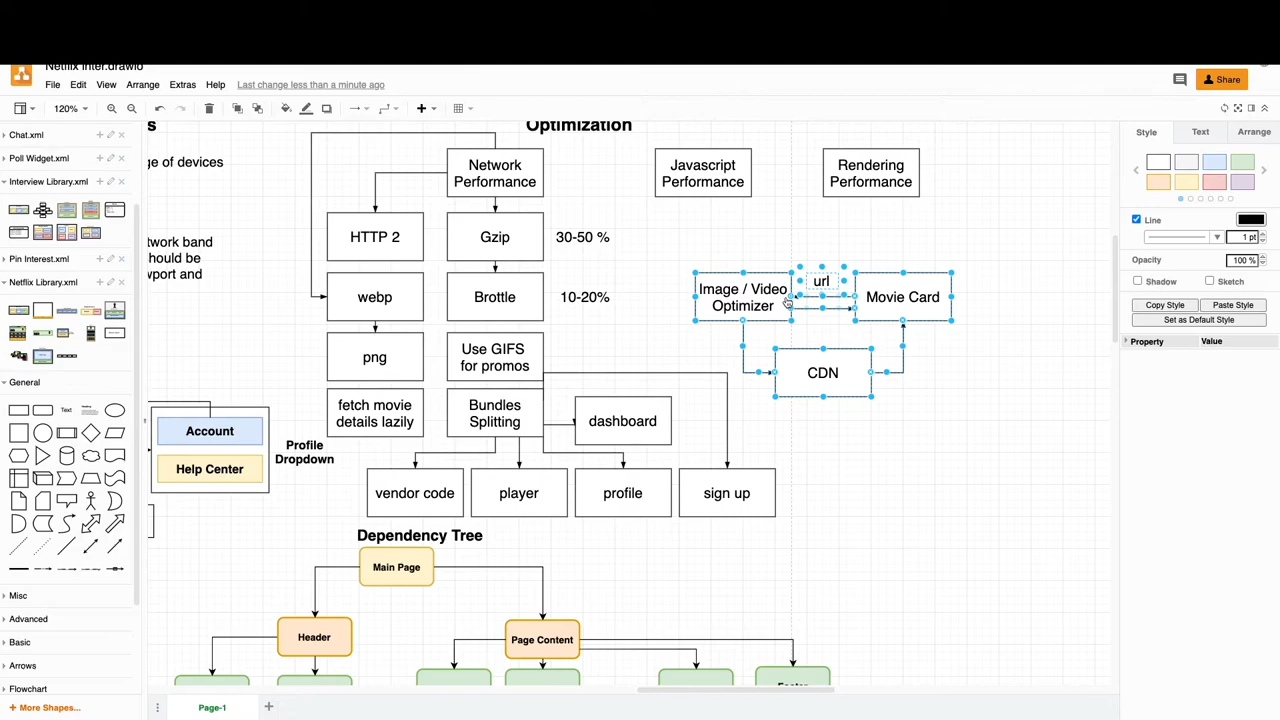 Netflix Inter.drawio
File Edit View Arrange Extras Help Last change less than a minute ago
Share
120%
Chat.xml
Poll Widget.xml
Interview Library.xml
Pin Interest.xml
Netflix Library.xml
General
Text
Heading
Misc
Advanced
Basic
Arrows
Flowchart
+ More Shapes...
s
ge of devices
twork band
hould be
vport and
Account
Help Center
Profile
Dropdown
Optimization
Network
Performance
Javascript
Performance
Rendering
Performance
HTTP 2
Gzip
30-50 %
webp
Brottle
10-20%
png
Use GIFS
for promos
fetch movie
details lazily
Bundles
Splitting
dashboard
vendor code
player
profile
sign up
Image / Video
Optimizer
url
Movie Card
CDN
Dependency Tree
Main Page
Header
Page Content
Footer
Style Text Arrange
Line
1 pt
Opacity
100 %
Shadow Sketch
Copy Style Paste Style
Set as Default Style
Property Value
Page-1